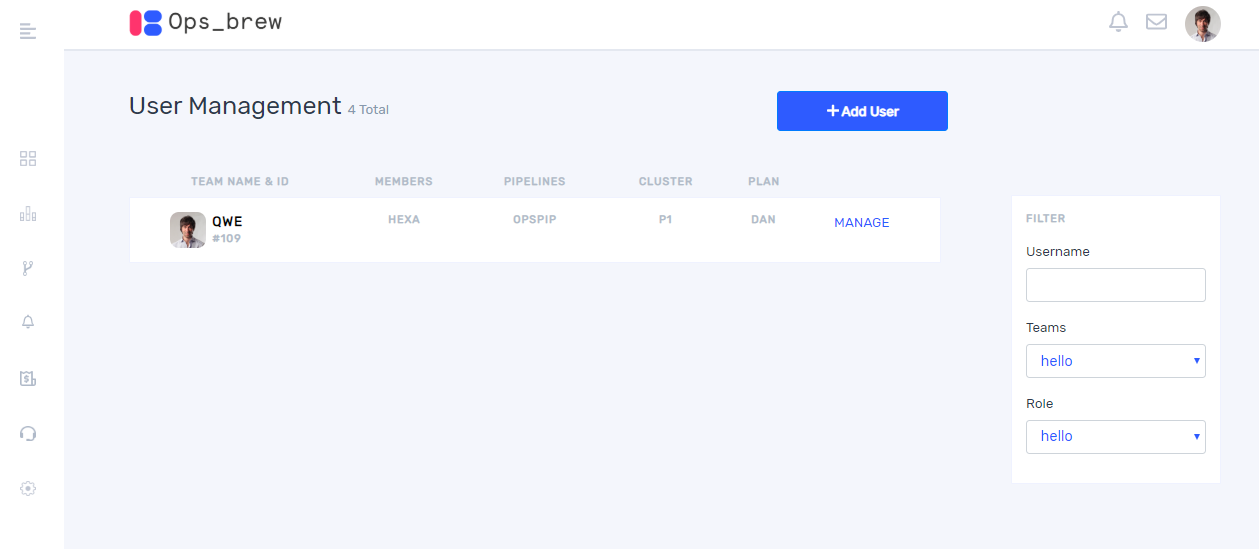 Ops_brew
User Management 4 Total
+ Add User
TEAM NAME & ID MEMBERS PIPELINES CLUSTER PLAN
QWE HEXA OPSPIP P1 DAN MANAGE
#109
FILTER
Username
Teams
hello
Role
hello